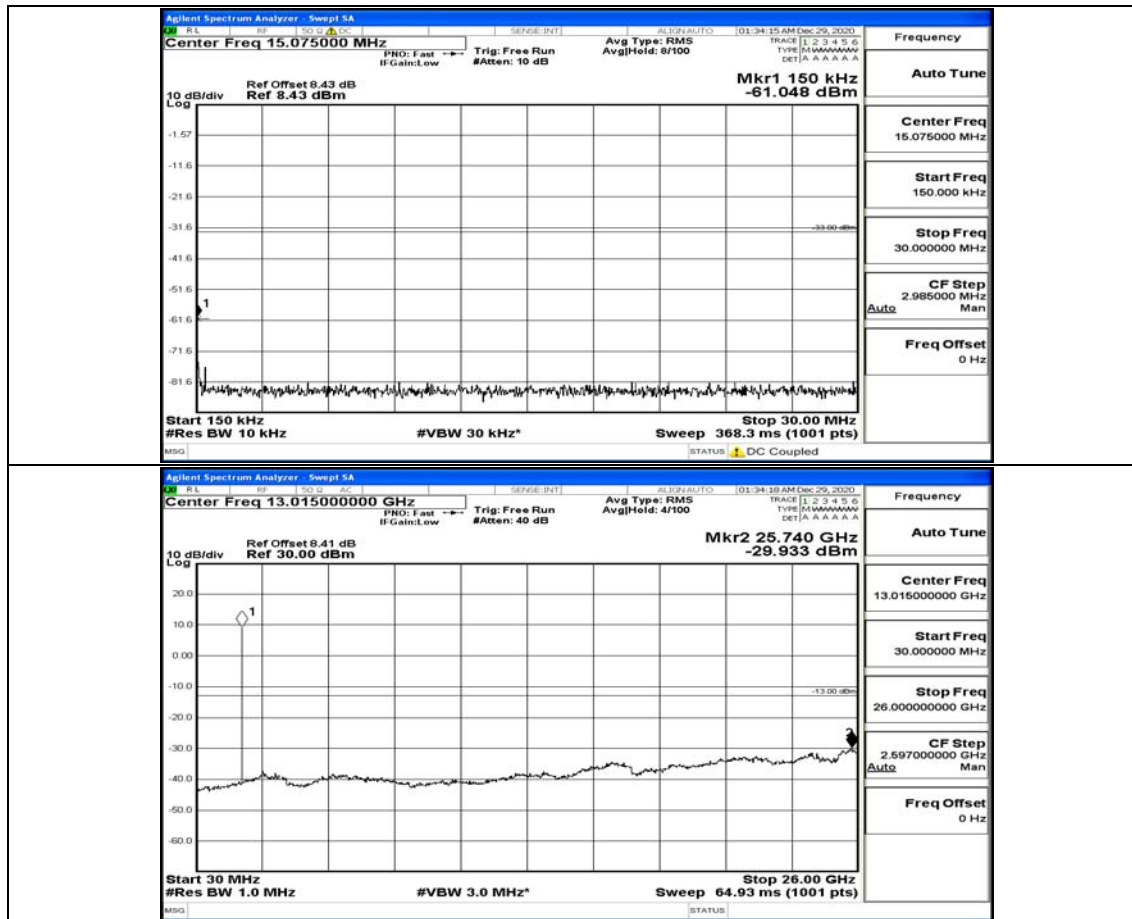 Agilent Spectrum Analyzer - Swept SA
RL RF 50 Ω DC SENSE:INT ALIGN AUTO 01:34:15 AM Dec 29, 2020
Center Freq 15.075000 MHz
PNO: Fast
IFGain:Low
Trig: Free Run
#Atten: 10 dB
Avg Type: RMS
Avg|Hold: 8/100
TRACE 1 2 3 4 5 6
TYPE
DET A A A A A A
Ref Offset 8.43 dB
Ref 8.43 dBm
10 dB/div
Log
Mkr1 150 kHz
-61.048 dBm
-1.57
-11.6
-21.6
-31.6
-33.00 dBm
-41.6
-51.6
1
-61.6
-71.6
-81.6
Start 150 kHz
Stop 30.00 MHz
#Res BW 10 kHz
#VBW 30 kHz*
Sweep 368.3 ms (1001 pts)
MSG
STATUS DC Coupled
Frequency
Auto Tune
Center Freq
15.075000 MHz
Start Freq
150.000 kHz
Stop Freq
30.000000 MHz
CF Step
2.985000 MHz
Auto Man
Freq Offset
0 Hz
Agilent Spectrum Analyzer - Swept SA
RL RF 50 Ω AC SENSE:INT ALIGN AUTO 01:34:18 AM Dec 29, 2020
Center Freq 13.015000000 GHz
PNO: Fast
IFGain:Low
Trig: Free Run
#Atten: 40 dB
Avg Type: RMS
Avg|Hold: 4/100
TRACE 1 2 3 4 5 6
TYPE
DET A A A A A A
Ref Offset 8.41 dB
Ref 30.00 dBm
10 dB/div
Log
Mkr2 25.740 GHz
-29.933 dBm
20.0
1
10.0
0.00
-10.0
-13.00 dBm
-20.0
2
-30.0
-40.0
-50.0
-60.0
Start 30 MHz
Stop 26.00 GHz
#Res BW 1.0 MHz
#VBW 3.0 MHz*
Sweep 64.93 ms (1001 pts)
MSG
STATUS
Frequency
Auto Tune
Center Freq
13.015000000 GHz
Start Freq
30.000000 MHz
Stop Freq
26.000000000 GHz
CF Step
2.597000000 GHz
Auto Man
Freq Offset
0 Hz